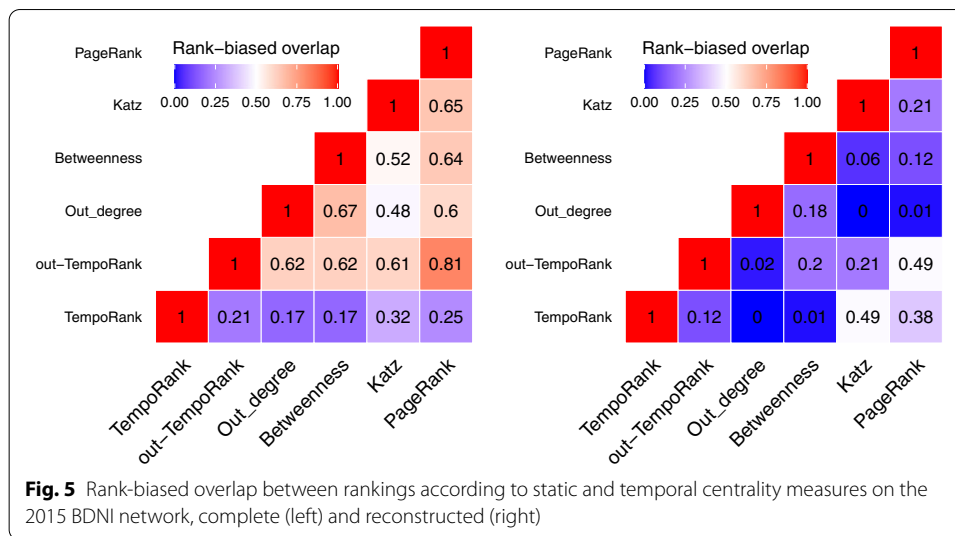 Rank−biased overlap
0.00 0.25 0.50 0.75 1.00
PageRank 1
Katz 1 0.65
Betweenness 1 0.52 0.64
Out_degree 1 0.67 0.48 0.6
out−TempoRank 1 0.62 0.62 0.61 0.81
TempoRank 1 0.21 0.17 0.17 0.32 0.25
TempoRank out−TempoRank Out_degree Betweenness Katz PageRank
Rank−biased overlap
0.00 0.25 0.50 0.75 1.00
PageRank 1
Katz 1 0.21
Betweenness 1 0.06 0.12
Out_degree 1 0.18 0 0.01
out−TempoRank 1 0.02 0.2 0.21 0.49
TempoRank 1 0.12 0 0.01 0.49 0.38
TempoRank out−TempoRank Out_degree Betweenness Katz PageRank
Fig. 5 Rank-biased overlap between rankings according to static and temporal centrality measures on the
2015 BDNI network, complete (left) and reconstructed (right)